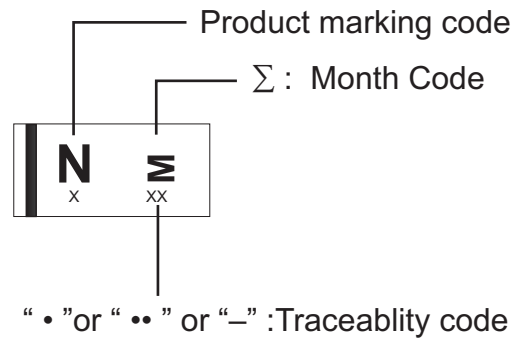 Product marking code
∑ : Month Code
N M
X XX
“ • ”or “ •• ” or “–” :Traceablity code